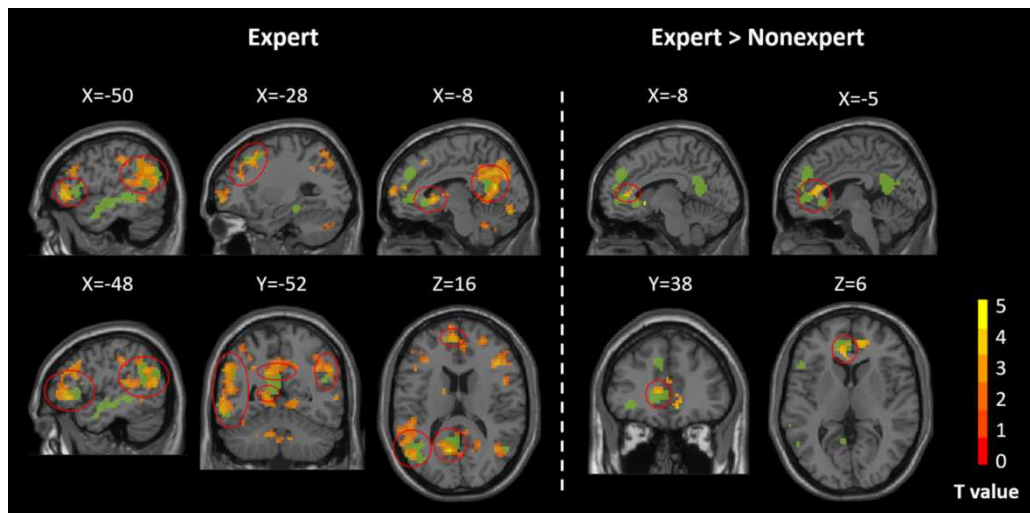 Expert
Expert > Nonexpert
X=-50
X=-28
X=-8
X=-8
X=-5
X=-48
Y=-52
Z=16
Y=38
Z=6
5
4
3
2
1
0
T value